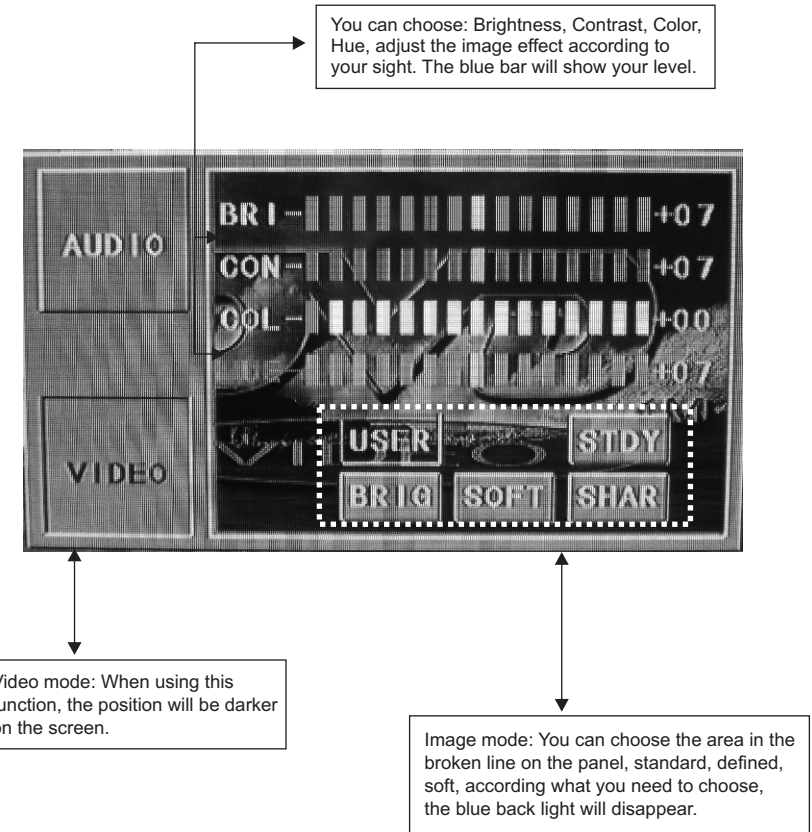 You can choose: Brightness, Contrast, Color,
Hue, adjust the image effect according to
your sight. The blue bar will show your level.
AUDIO
BRI
+07
CON
+07
COL
+00
+07
VIDEO
USER
STDY
BRIG
SOFT
SHAR
Video mode: When using this
function, the position will be darker
on the screen.
Image mode: You can choose the area in the
broken line on the panel, standard, defined,
soft, according what you need to choose,
the blue back light will disappear.